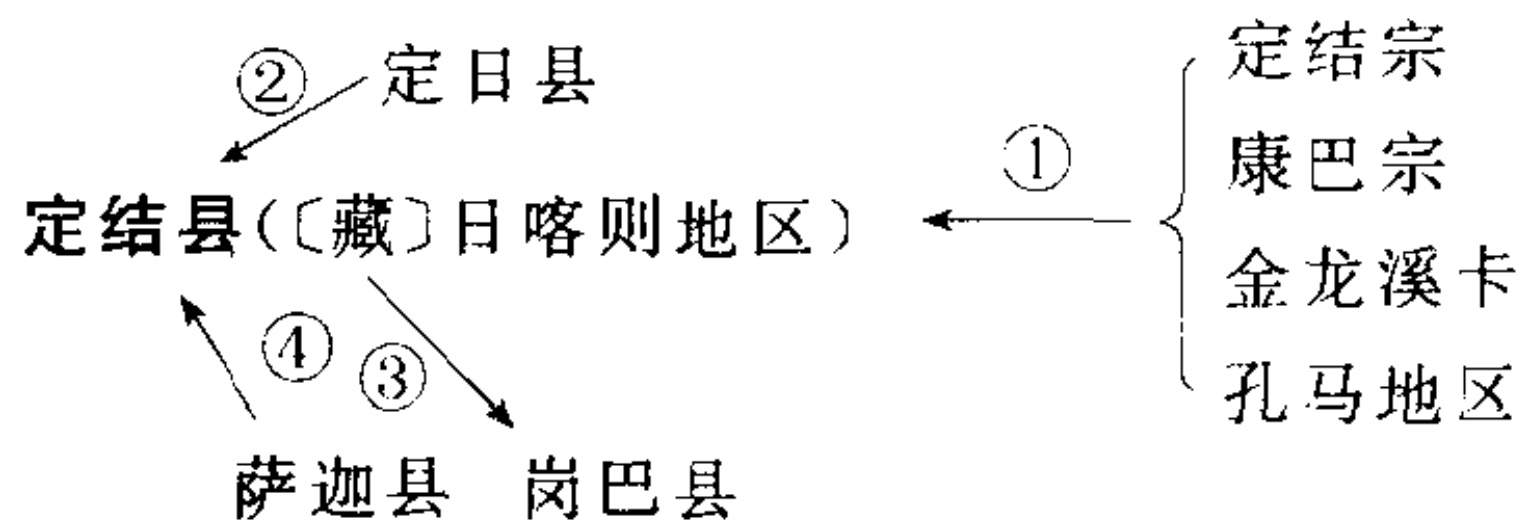 ② 定日县
定结宗
① 康巴宗
定结县(〔藏〕日喀则地区)
金龙溪卡
④ ③ 孔马地区
萨迦县 岗巴县